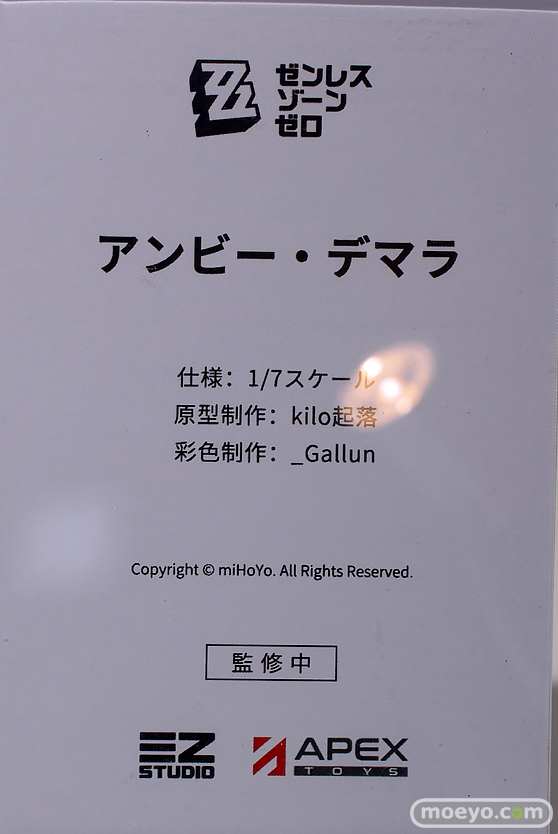 ゼンレス
ゾーン
ゼロ
アンビー・デマラ
仕様：1/7スケール
原型制作：kilo起落
彩色制作：_Gallun
Copyright © miHoYo. All Rights Reserved.
監修中
EZ
STUDIO
APEX
TOYS
moeyo.com